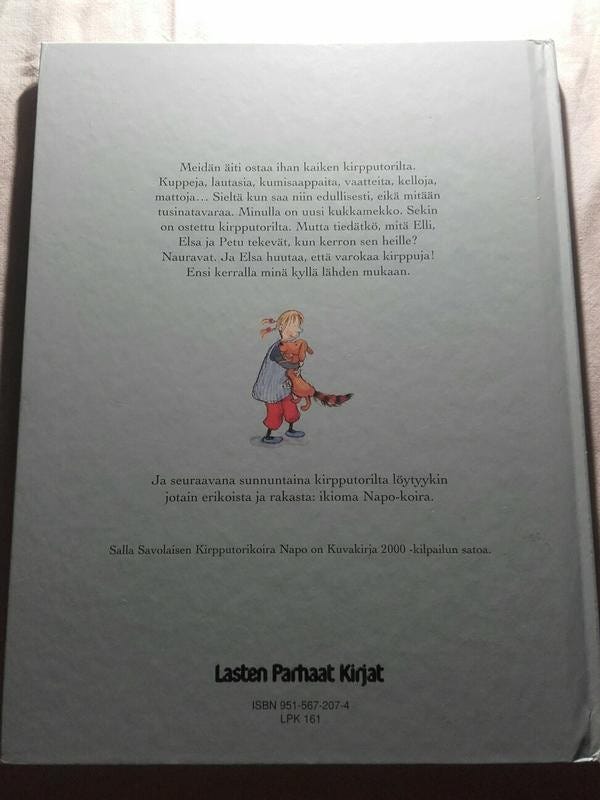 Meidän äiti ostaa ihan kaiken kirpputorilta.
Kuppeja, lautasia, kumisaappaita, vaatteita, kelloja,
mattoja... Sieltä kun saa niin edullisesti, eikä mitään
tusinatavaraa. Minulla on uusi kukkamekko. Sekin
on ostettu kirpputorilta. Mutta tiedätkö, mitä Elli,
Elsa ja Petu tekevät, kun kerron sen heille?
Nauravat. Ja Elsa huutaa, että varokaa kirppuja!
Ensi kerralla minä kyllä lähden mukaan.
Ja seuraavana sunnuntaina kirpputorilta löytyykin
jotain erikoista ja rakasta: ikioma Napo-koira.
Salla Savolaisen Kirpputorikoira Napo on Kuvakirja 2000 -kilpailun satoa.
Lasten Parhaat Kirjat
ISBN 951-567-207-4
LPK 161